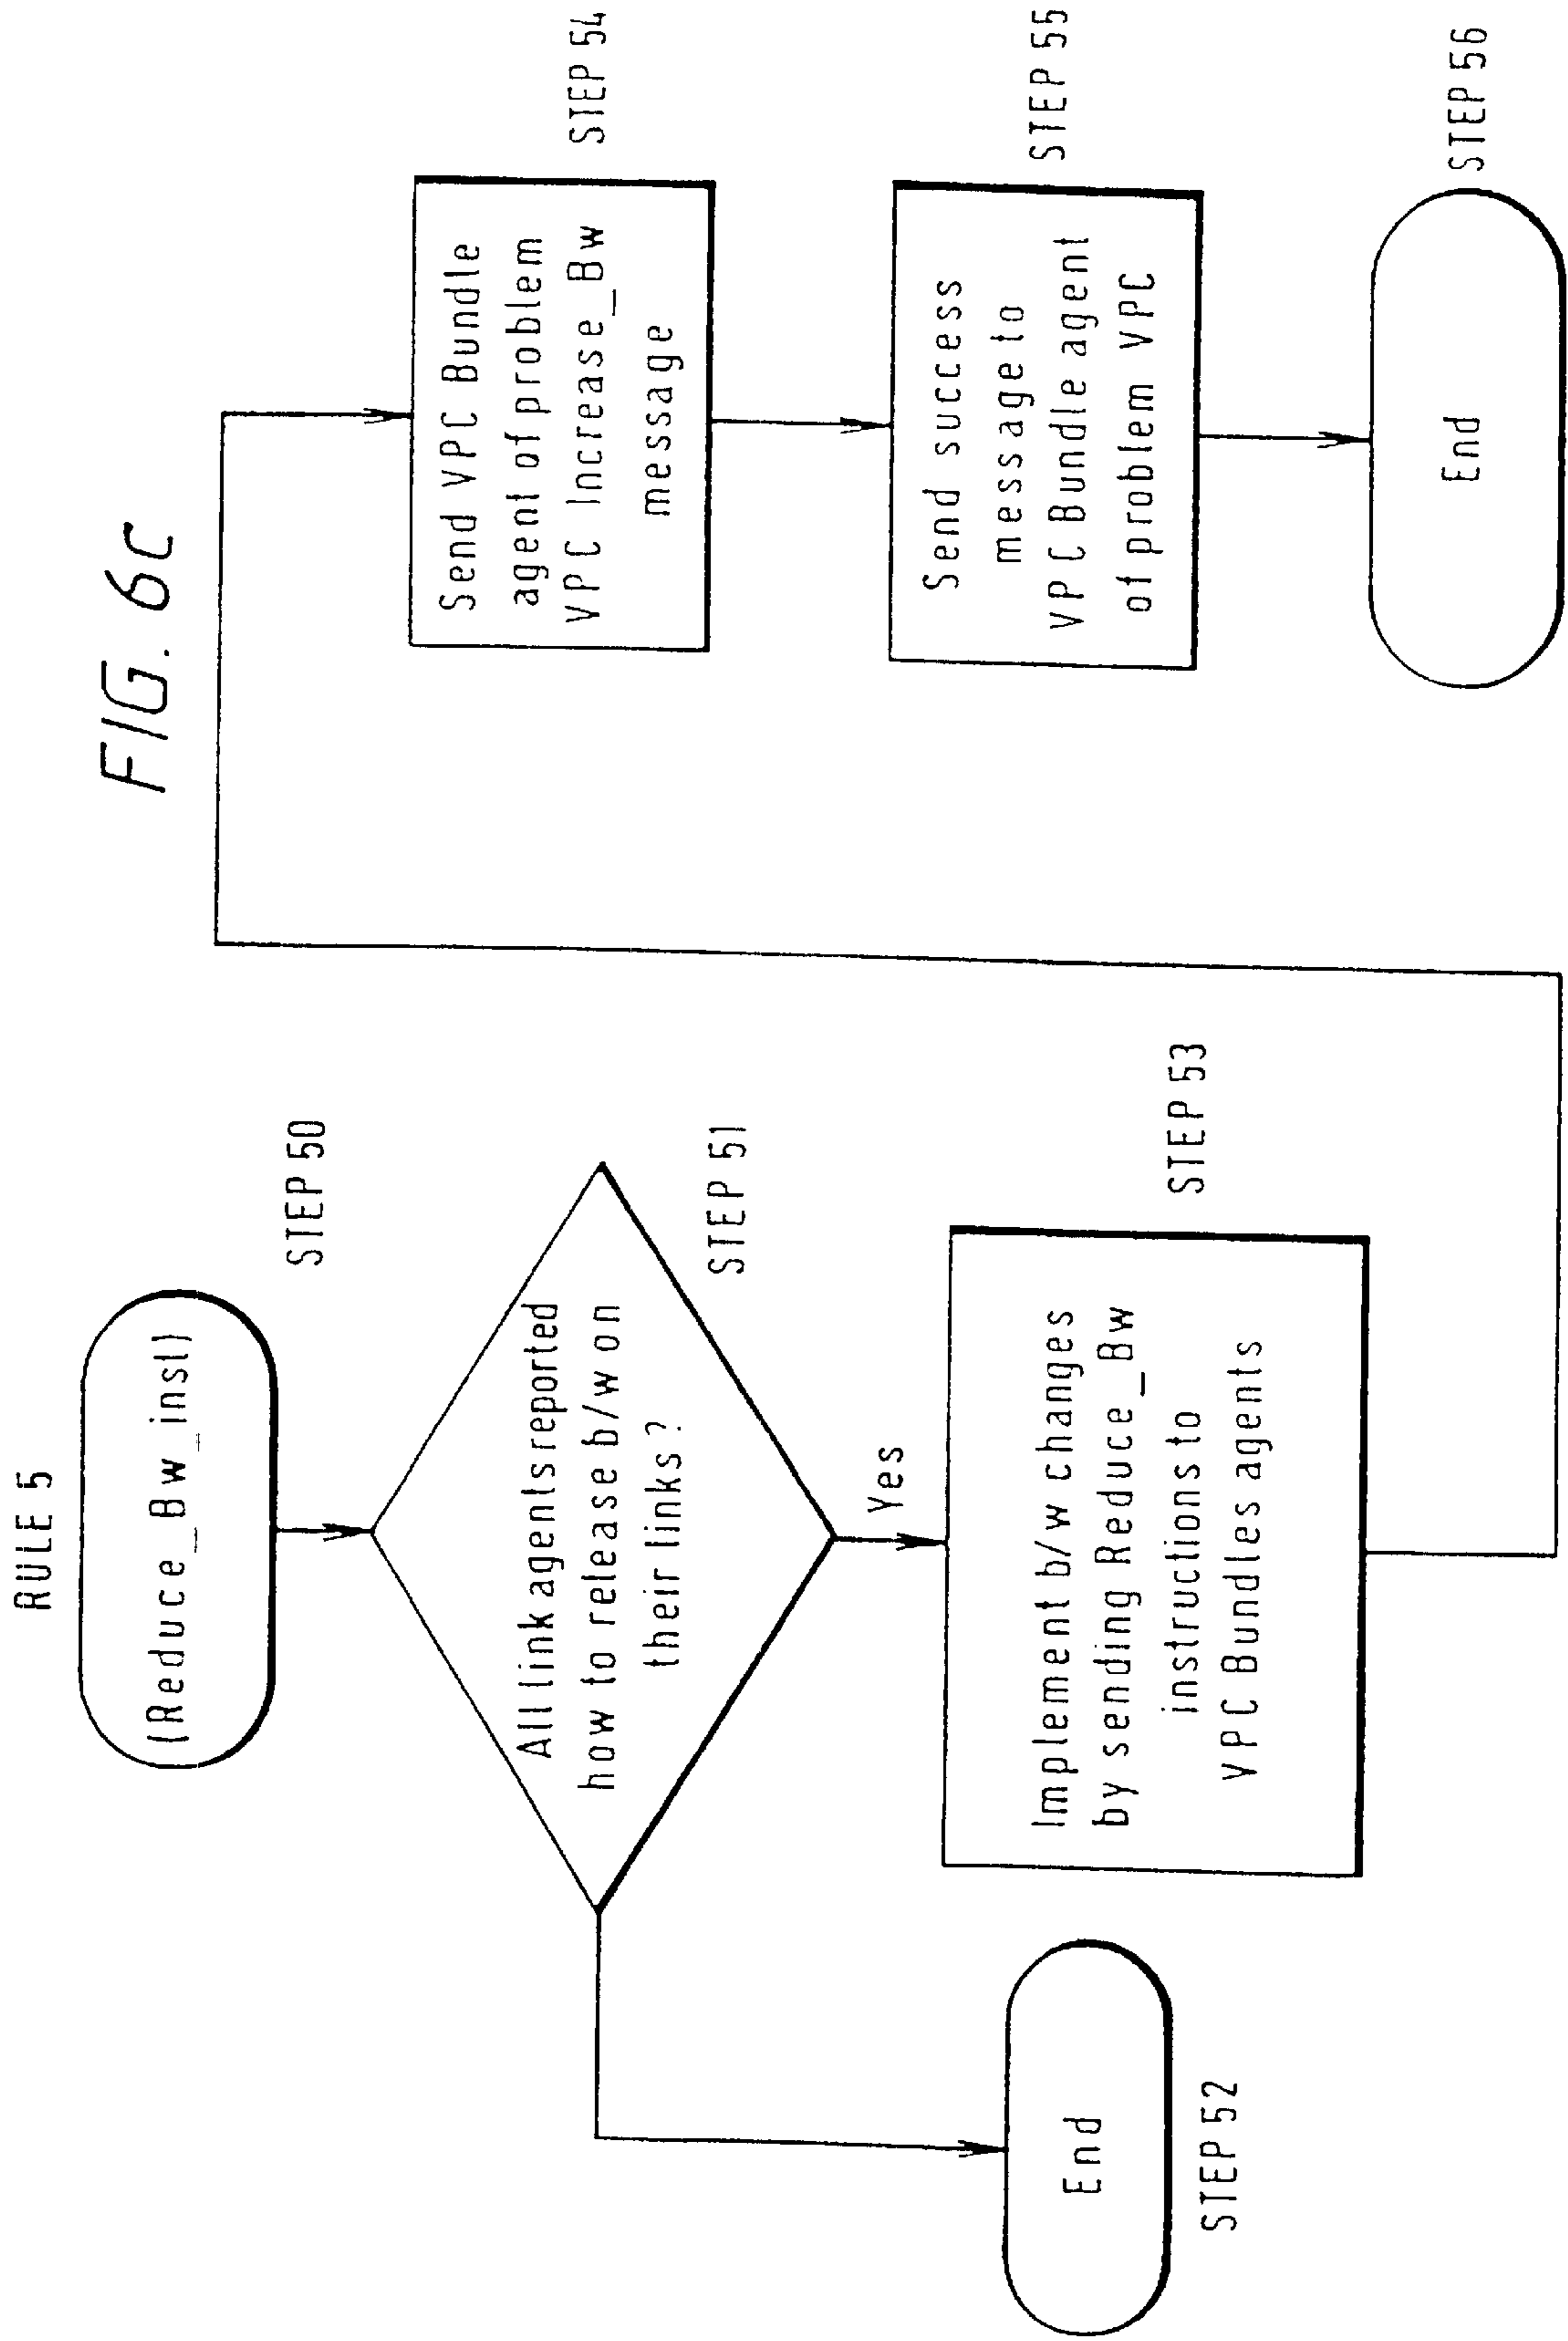 FIG. 6c
RULE 5
(Reduce_Bw_inst)
STEP 50
All link agents reported
how to release b/w on
their links?
STEP 51
Yes
End
STEP 52
Implement b/w changes
by sending Reduce_Bw
instructions to
VPC Bundles agents
STEP 53
Send VPC Bundle
agent of problem
VPC Increase_Bw
message
STEP 54
Send success
message to
VPC Bundle agent
of problem VPC
STEP 55
End
STEP 56